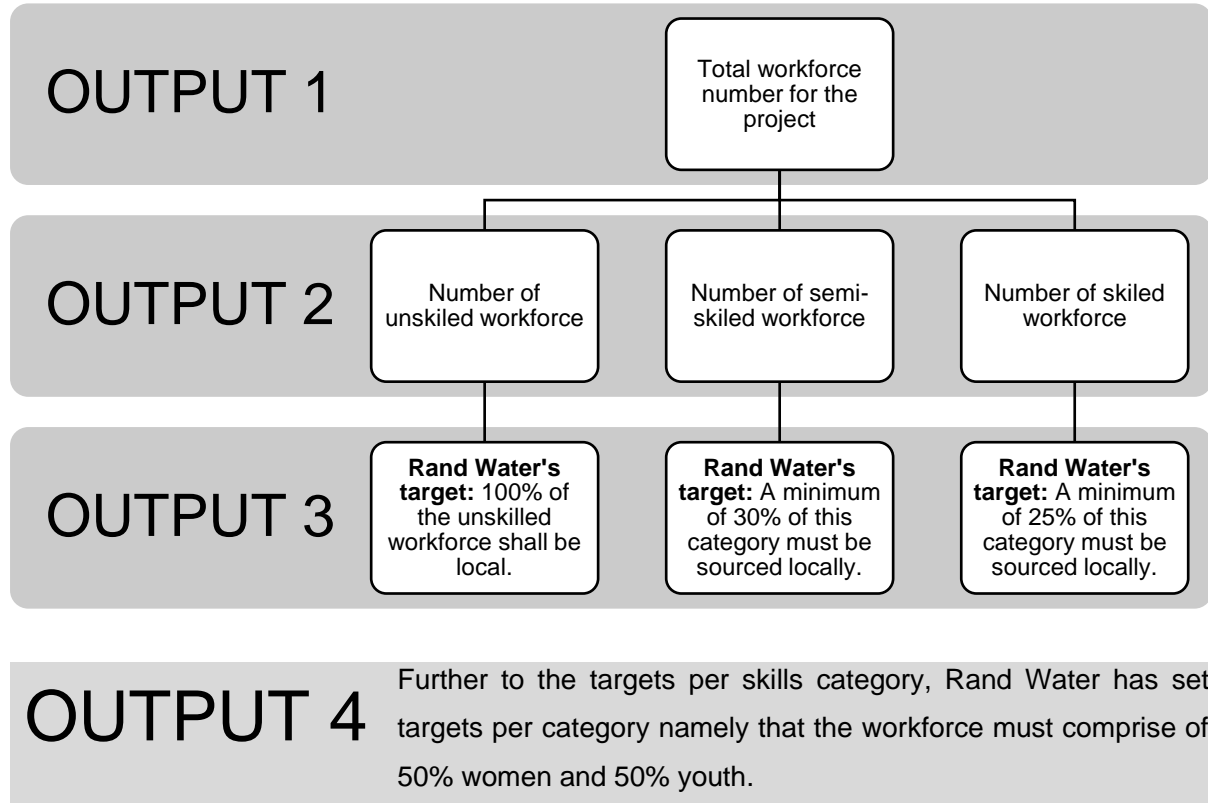 OUTPUT 1
Total workforce
number for the
project
OUTPUT 2
Number of
unskiled workforce
Number of semi-
skiled workforce
Number of skiled
workforce
OUTPUT 3
Rand Water's
target: 100% of
the unskilled
workforce shall be
local.
Rand Water's
target: A minimum
of 30% of this
category must be
sourced locally.
Rand Water's
target: A minimum
of 25% of this
category must be
sourced locally.
OUTPUT 4
Further to the targets per skills category, Rand Water has set
targets per category namely that the workforce must comprise of
50% women and 50% youth.